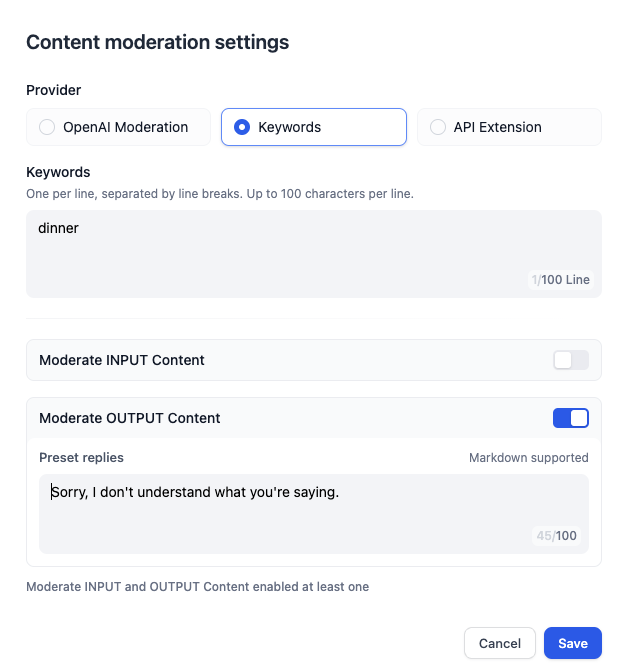 Content moderation settings
Provider
OpenAI Moderation
Keywords
API Extension
Keywords
One per line, separated by line breaks. Up to 100 characters per line.
dinner
1/100 Line
Moderate INPUT Content
Moderate OUTPUT Content
Preset replies
Markdown supported
Sorry, I don't understand what you're saying.
45/100
Moderate INPUT and OUTPUT Content enabled at least one
Cancel
Save